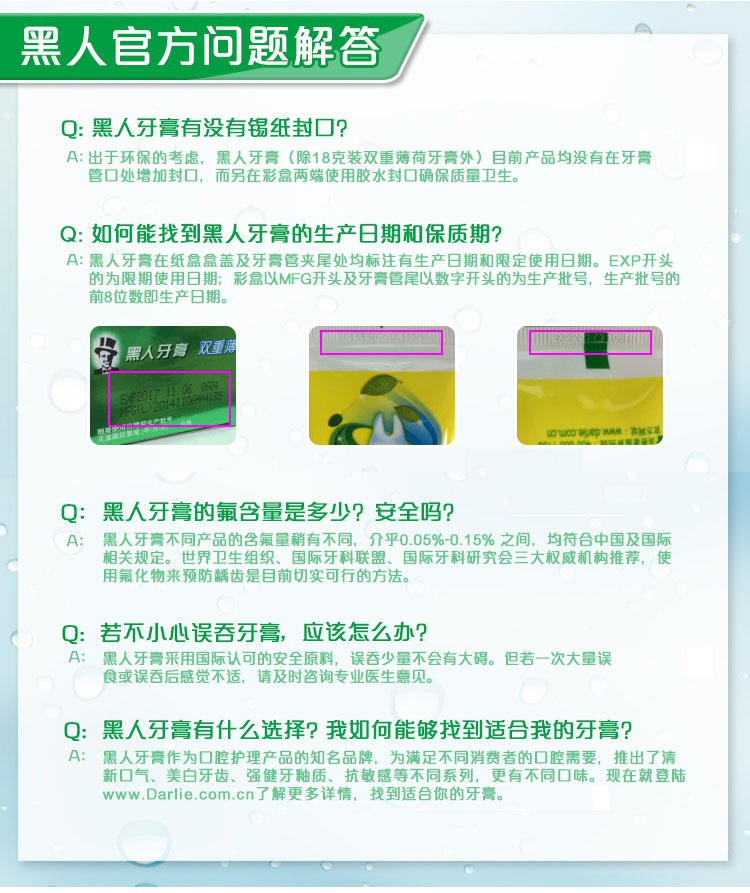 黑人官方问题解答
Q: 黑人牙膏有没有锡纸封口?
A: 出于环保的考虑，黑人牙膏（除18克装双重薄荷牙膏外）目前产品均没有在牙膏
管口处增加封口，而另在彩盒两端使用胶水封口确保质量卫生。
Q: 如何能找到黑人牙膏的生产日期和保质期?
A: 黑人牙膏在纸盒盒盖及牙膏管夹尾处均标注有生产日期和限定使用日期。EXP开头
的为限期使用日期；彩盒以MFG开头及牙膏管尾以数字开头的为生产批号，生产批号的
前8位数即生产日期。
黑人牙膏 双重薄
EXP2017 11 06 0604
Q: 黑人牙膏的氟含量是多少？安全吗？
A: 黑人牙膏不同产品的含氟量稍有不同，介乎0.05%-0.15% 之间，均符合中国及国际
相关规定。世界卫生组织、国际牙科联盟、国际牙科研究会三大权威机构推荐，使
用氟化物来预防龋齿是目前切实可行的方法。
Q: 若不小心误吞牙膏，应该怎么办？
A: 黑人牙膏采用国际认可的安全原料，误吞少量不会有大碍。但若一次大量误
食或误吞后感觉不适，请及时咨询专业医生意见。
Q: 黑人牙膏有什么选择？我如何能够找到适合我的牙膏？
A: 黑人牙膏作为口腔护理产品的知名品牌，为满足不同消费者的口腔需要，推出了清
新口气、美白牙齿、强健牙釉质、抗敏感等不同系列，更有不同口味。现在就登陆
www.Darlie.com.cn了解更多详情，找到适合你的牙膏。